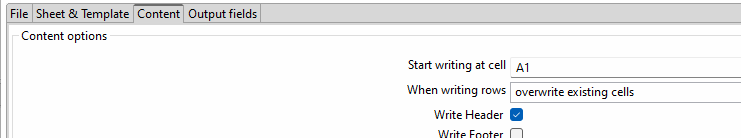 File Sheet & Template Content Output fields
Content options
Start writing at cell A1
When writing rows overwrite existing cells
Write Header
Write Footer